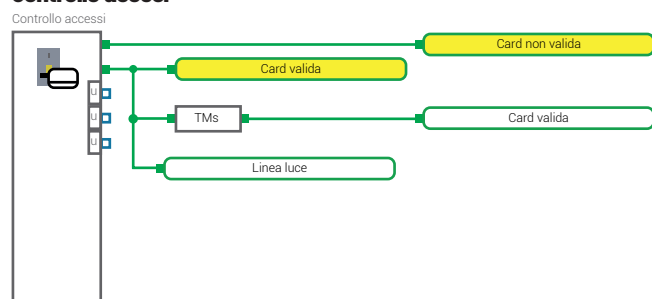 Controllo accessi
Card non valida
Card valida
u
u
TMs
Card valida
u
Linea luce